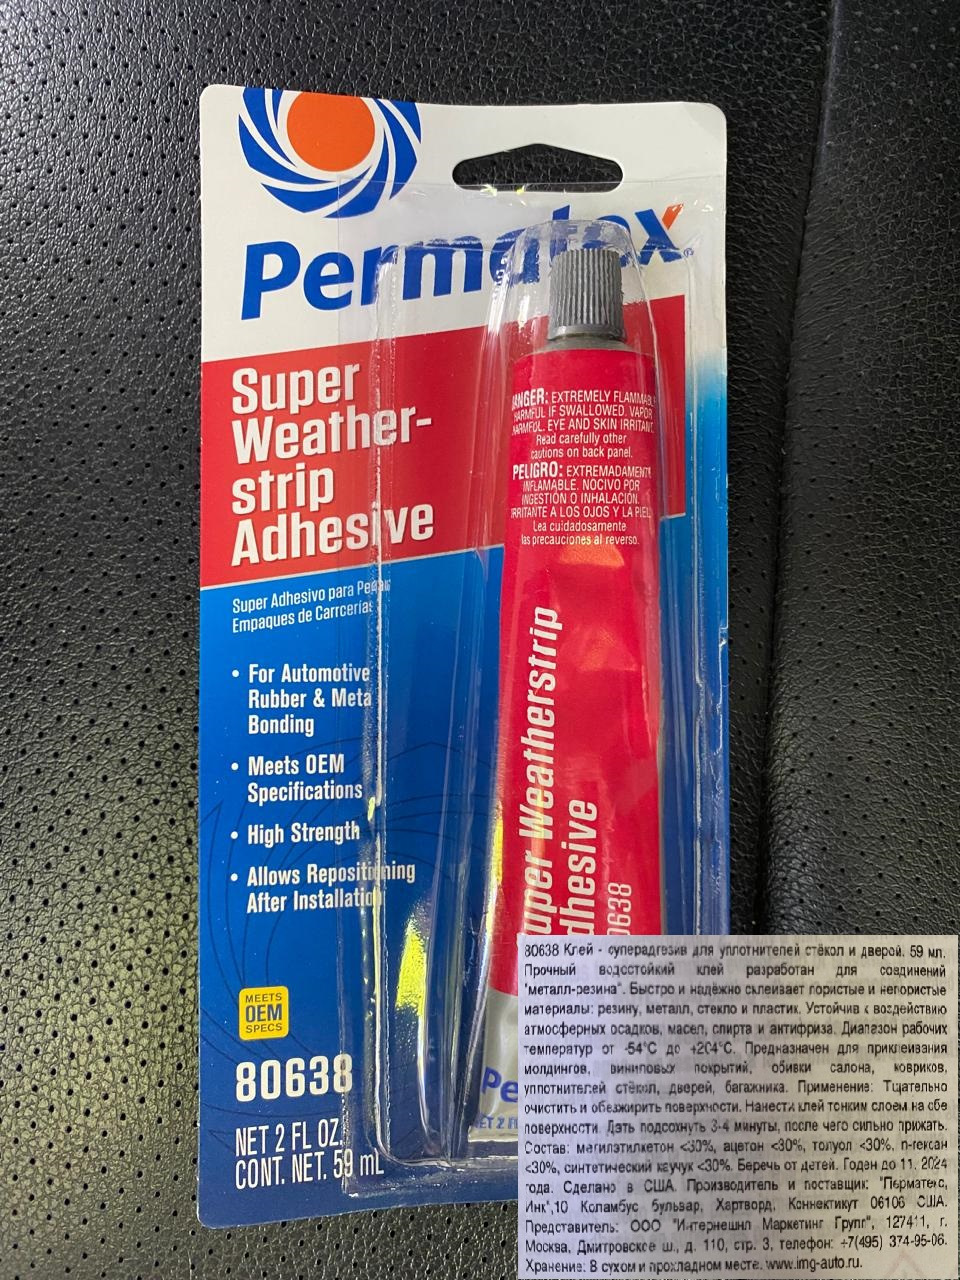 Permatex®
Super
Weather-
strip
Adhesive
Super Adhesivo para Pegar
Empaques de Carrcerías
• For Automotive
Rubber & Metal
Bonding
• Meets OEM
Specifications
• High Strength
• Allows Repositioning
After Installation
MEETS
OEM
SPECS
80638
NET 2 FL OZ.
CONT. NET. 59 mL
DANGER: EXTREMELY FLAMMABLE
HARMFUL IF SWALLOWED. VAPOR
HARMFUL. EYE AND SKIN IRRITANT.
Read carefully other
cautions on back panel.
PELIGRO: EXTREMADAMENTE
INFLAMABLE. NOCIVO POR
INGESTIÓN O INHALACIÓN.
IRRITANTE A LOS OJOS Y LA PIEL.
Lea cuidadosamente
las precauciones al reverso.
Super Weatherstrip
Adhesive
80638
Pe
NET 2 Fl
80638 Клей - суперадгезив для уплотнителей стёкол и дверей. 59 мл.
Прочный водостойкий клей разработан для соединений
"металл-резина". Быстро и надёжно склеивает пористые и непористые
материалы: резину, металл, стекло и пластик. Устойчив к воздействию
атмосферных осадков, масел, спирта и антифриза. Диапазон рабочих
температур от -54°C до +204°C. Предназначен для приклеивания
молдингов, виниловых покрытий, обивки салона, ковриков,
уплотнителей стёкол, дверей, багажника. Применение: Тщательно
очистить и обезжирить поверхности. Нанести клей тонким слоем на обе
поверхности. Дать подсохнуть 3-4 минуты, после чего сильно прижать.
Состав: метилэтилкетон <30%, ацетон <30%, толуол <30%. n-гексан
<30%, синтетический каучук <30%. Беречь от детей. Годен до 11. 2024
года. Сделано в США. Производитель и поставщик: "Перматекс,
Инк",10 Коламбус бульвар, Хартворд, Коннектикут 06106 США.
Представитель: ООО "Интернешнл Маркетинг Групп", 127411, г.
Москва, Дмитровское ш., д. 110, стр. 3, телефон: +7(495) 374-95-06.
Хранение: В сухом и прохладном месте. www.img-auto.ru.